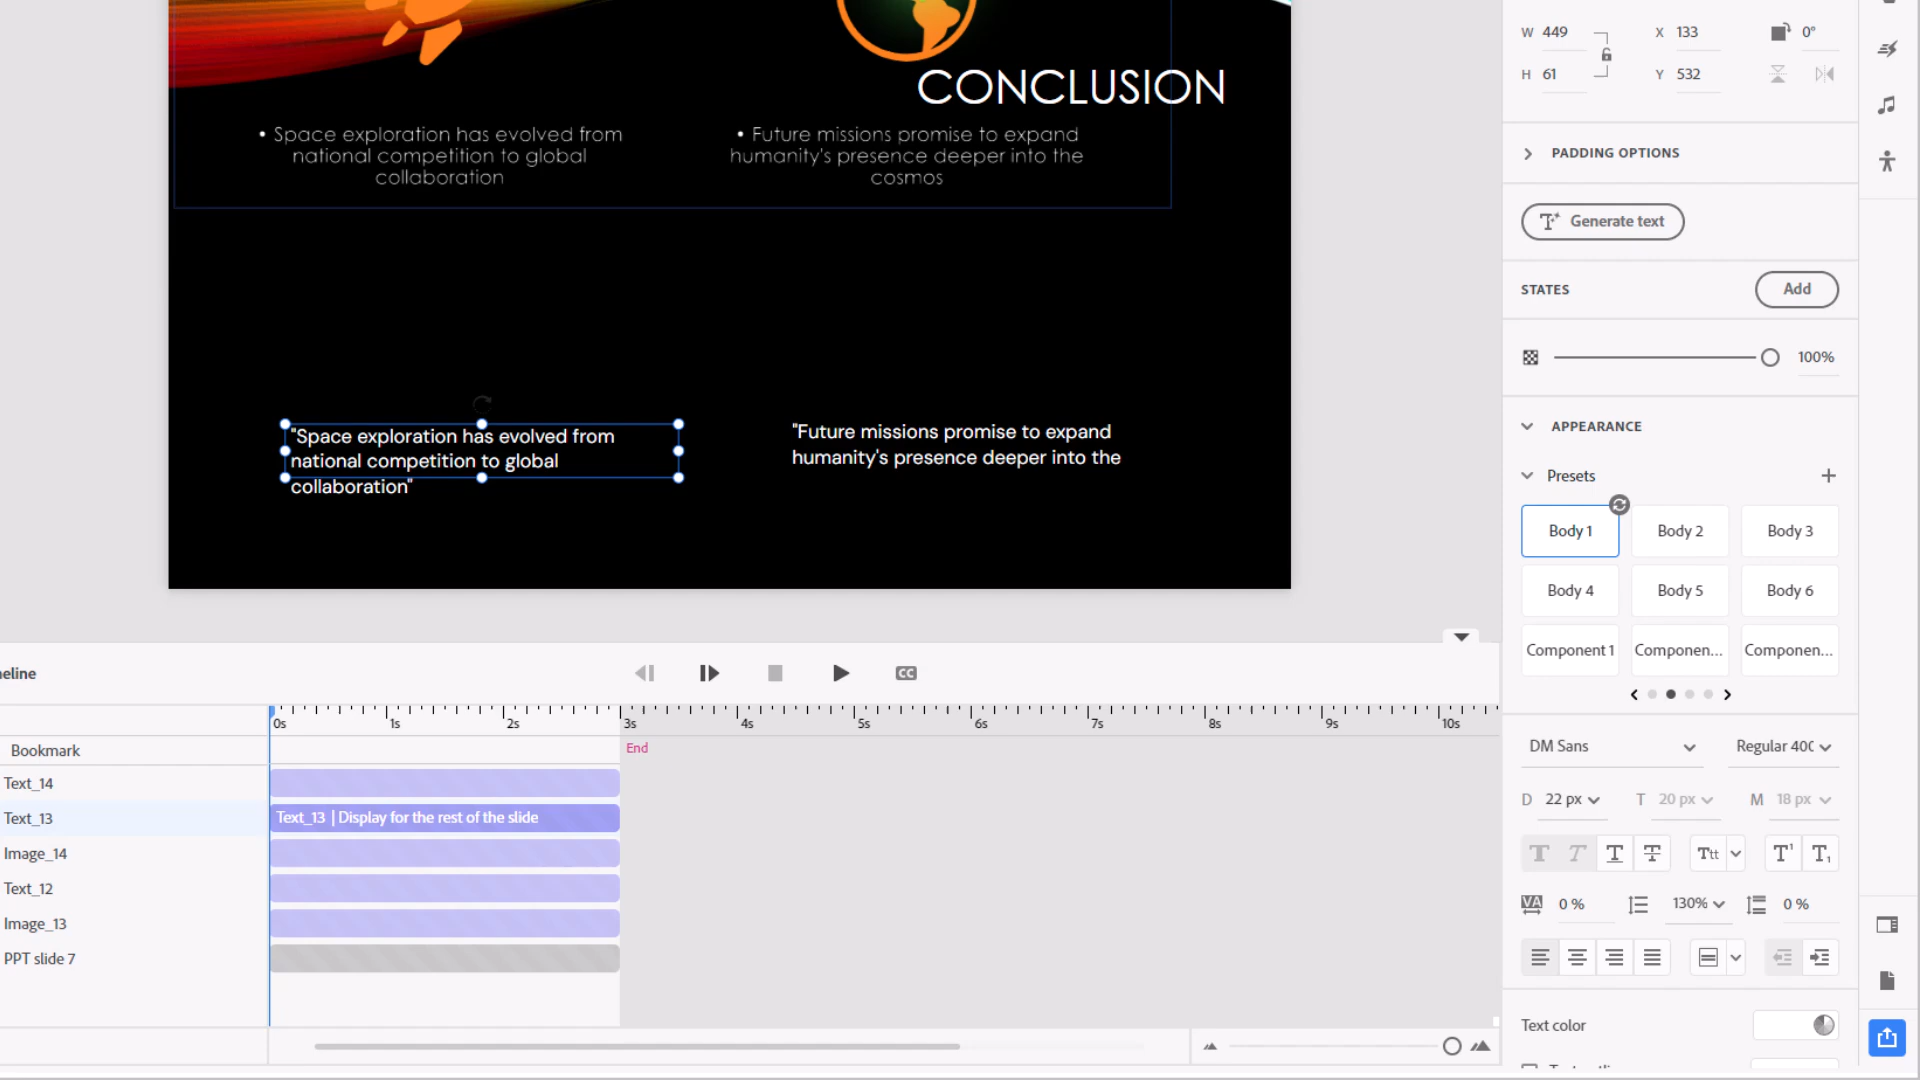 CONCLUSION
• Space exploration has evolved from
national competition to global
collaboration
• Future missions promise to expand
humanity's presence deeper into the
cosmos
"Space exploration has evolved from
national competition to global
collaboration"
"Future missions promise to expand
humanity's presence deeper into the
W 449 X 133 0°
H 61 Y 532
PADDING OPTIONS
Generate text
STATES Add
100%
APPEARANCE
Presets
Body 1 Body 2 Body 3
Body 4 Body 5 Body 6
Component 1 Componen... Componen...
DM Sans Regular 400
D 22 px T 20 px M 18 px
T T T T Ttt T¹ T₁
VA 0 % 130% 0 %
Text color
eline
CC
0s 1s 2s 3s 4s 5s 6s 7s 8s 9s 10s
Bookmark End
Text_14
Text_13 Text_13 | Display for the rest of the slide
Image_14
Text_12
Image_13
PPT slide 7